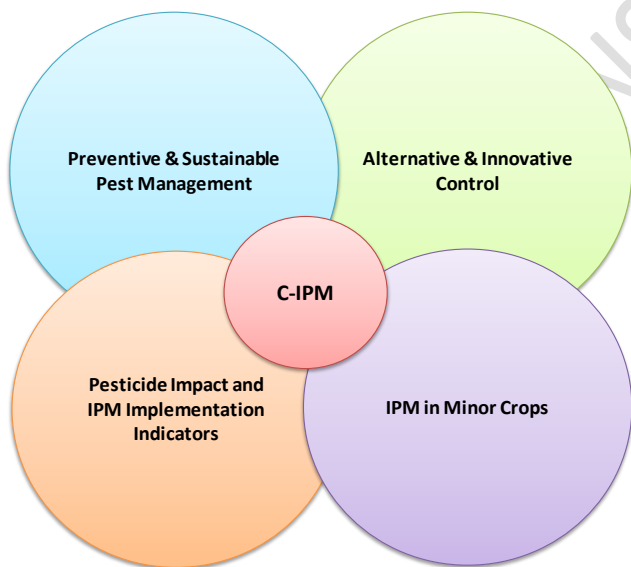 Preventive & Sustainable
Pest Management
Alternative & Innovative
Control
C-IPM
Pesticide Impact and
IPM Implementation
Indicators
IPM in Minor Crops